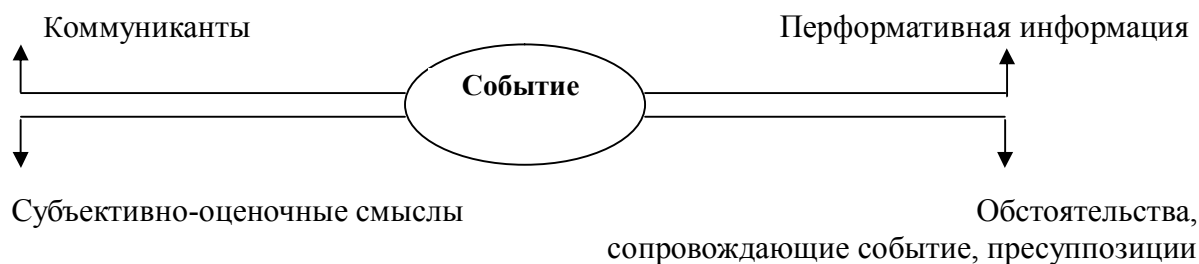 Коммуниканты
Перформативная информация
Событие
Субъективно-оценочные смыслы
Обстоятельства,
сопровождающие событие, пресуппозиции